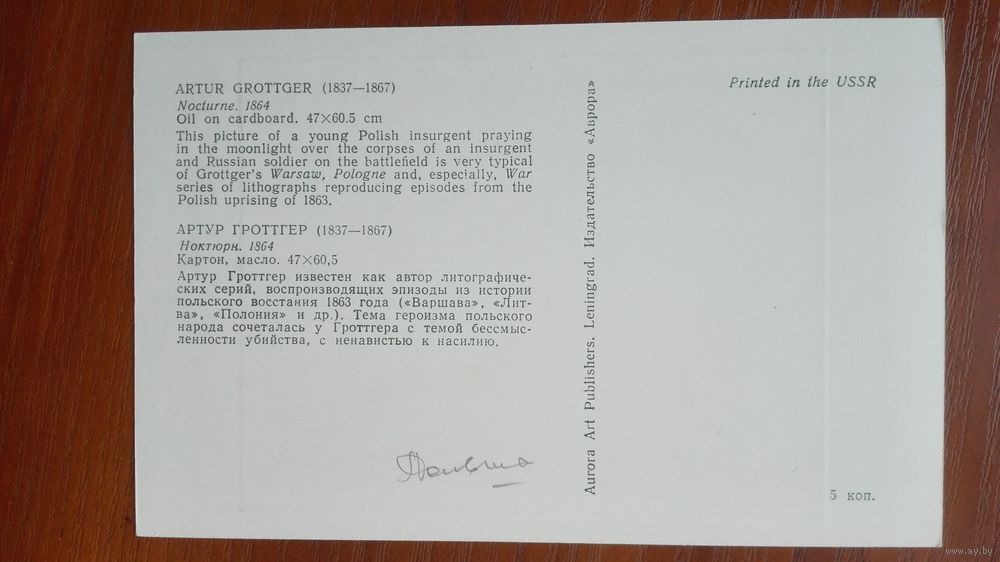 ARTUR GROTTGER (1837—1867)
Nocturne. 1864
Oil on cardboard. 47×60.5 cm
This picture of a young Polish insurgent praying
in the moonlight over the corpses of an insurgent
and Russian soldier on the battlefield is very typical
of Grottger's Warsaw, Pologne and, especially, War
series of lithographs reproducing episodes from the
Polish uprising of 1863.
АРТУР ГРОТТГЕР (1837—1867)
Ноктюрн. 1864
Картон, масло. 47×60,5
Артур Гроттгер известен как автор литографиче-
ских серий, воспроизводящих эпизоды из истории
польского восстания 1863 года («Варшава», «Лит-
ва», «Полония» и др.). Тема героизма польского
народа сочеталась у Гроттгера с темой бессмыс-
ленности убийства, с ненавистью к насилию.
Aurora Art Publishers. Leningrad. Издательство «Аврора»
Printed in the USSR
5 коп.
www.ay.by